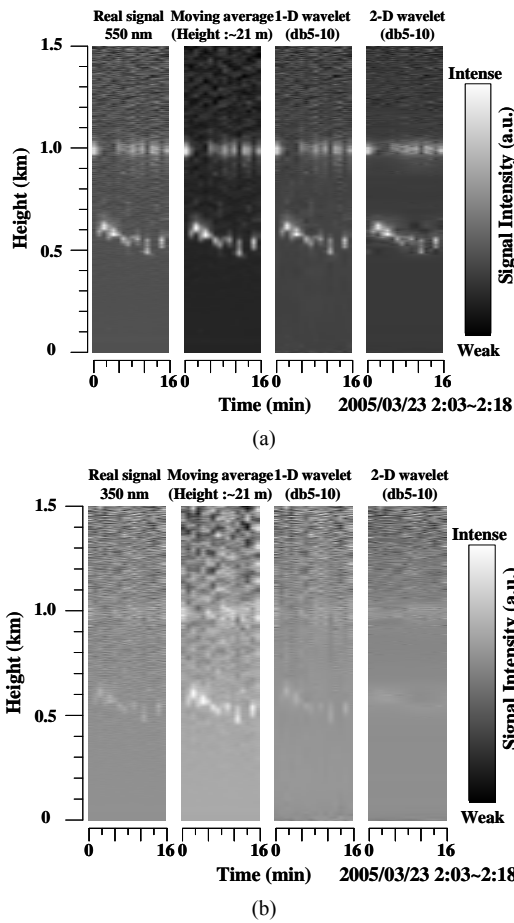 Real signal Moving average 1-D wavelet 2-D wavelet
550 nm (Height :~21 m) (db5-10) (db5-10)
1.5
Intense
1.0
Height (km)
Signal Intensity (a.u.)
0.5
0
Weak
0 16 0 16 0 16 0 16
Time (min) 2005/03/23 2:03~2:18
(a)
Real signal Moving average 1-D wavelet 2-D wavelet
350 nm (Height :~21 m) (db5-10) (db5-10)
1.5
Intense
1.0
Height (km)
Signal Intensity (a.u.)
0.5
0
Weak
0 16 0 16 0 16 0 16
Time (min) 2005/03/23 2:03~2:18
(b)